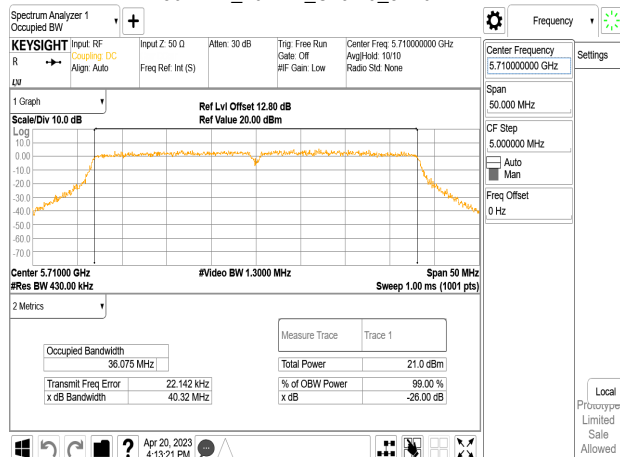 Spectrum Analyzer 1
Occupied BW
Frequency
KEYSIGHT
R
Input: RF
Coupling: DC
Align: Auto
Input Z: 50 Ω
Freq Ref: Int (S)
Atten: 30 dB
Trig: Free Run
Gate: Off
#IF Gain: Low
Center Freq: 5.710000000 GHz
Avg|Hold: 10/10
Radio Std: None
1 Graph
Scale/Div 10.0 dB
Ref Lvl Offset 12.80 dB
Ref Value 20.00 dBm
Log
10.0
0.00
-10.0
-20.0
-30.0
-40.0
-50.0
-60.0
-70.0
Center 5.71000 GHz
#Res BW 430.00 kHz
#Video BW 1.3000 MHz
Span 50 MHz
Sweep 1.00 ms (1001 pts)
2 Metrics
Occupied Bandwidth
36.075 MHz
Transmit Freq Error 22.142 kHz
x dB Bandwidth 40.32 MHz
Measure Trace Trace 1
Total Power 21.0 dBm
% of OBW Power 99.00 %
x dB -26.00 dB
Center Frequency
5.710000000 GHz
Span
50.000 MHz
CF Step
5.000000 MHz
Auto
Man
Freq Offset
0 Hz
Settings
Local
Prototype
Limited
Sale
Allowed
Apr 20, 2023
4:13:21 PM